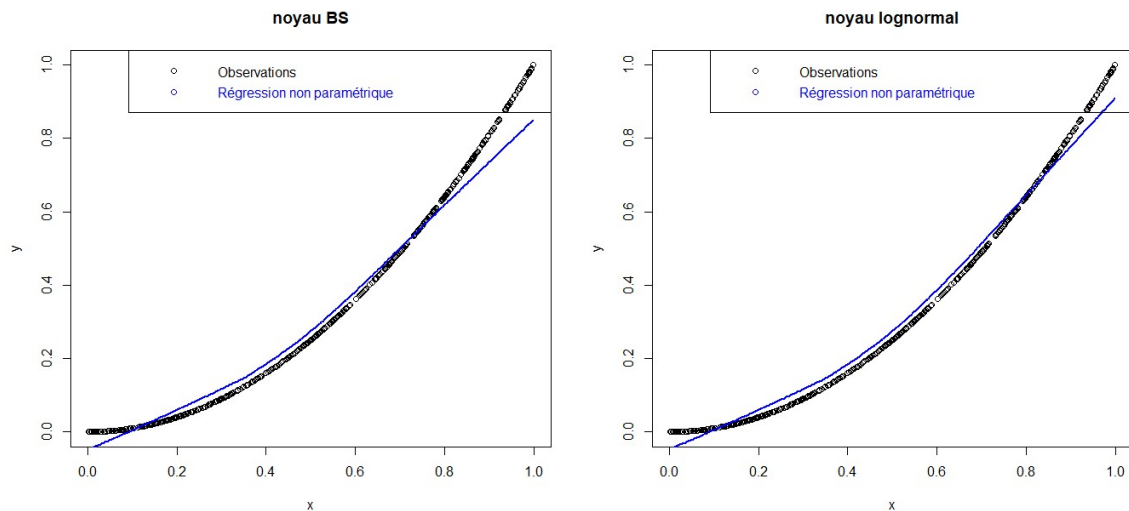 noyau BS
Observations
Régression non paramétrique
y
1.0
0.8
0.6
0.4
0.2
0.0
0.0 0.2 0.4 0.6 0.8 1.0
x
noyau lognormal
Observations
Régression non paramétrique
y
1.0
0.8
0.6
0.4
0.2
0.0
0.0 0.2 0.4 0.6 0.8 1.0
x